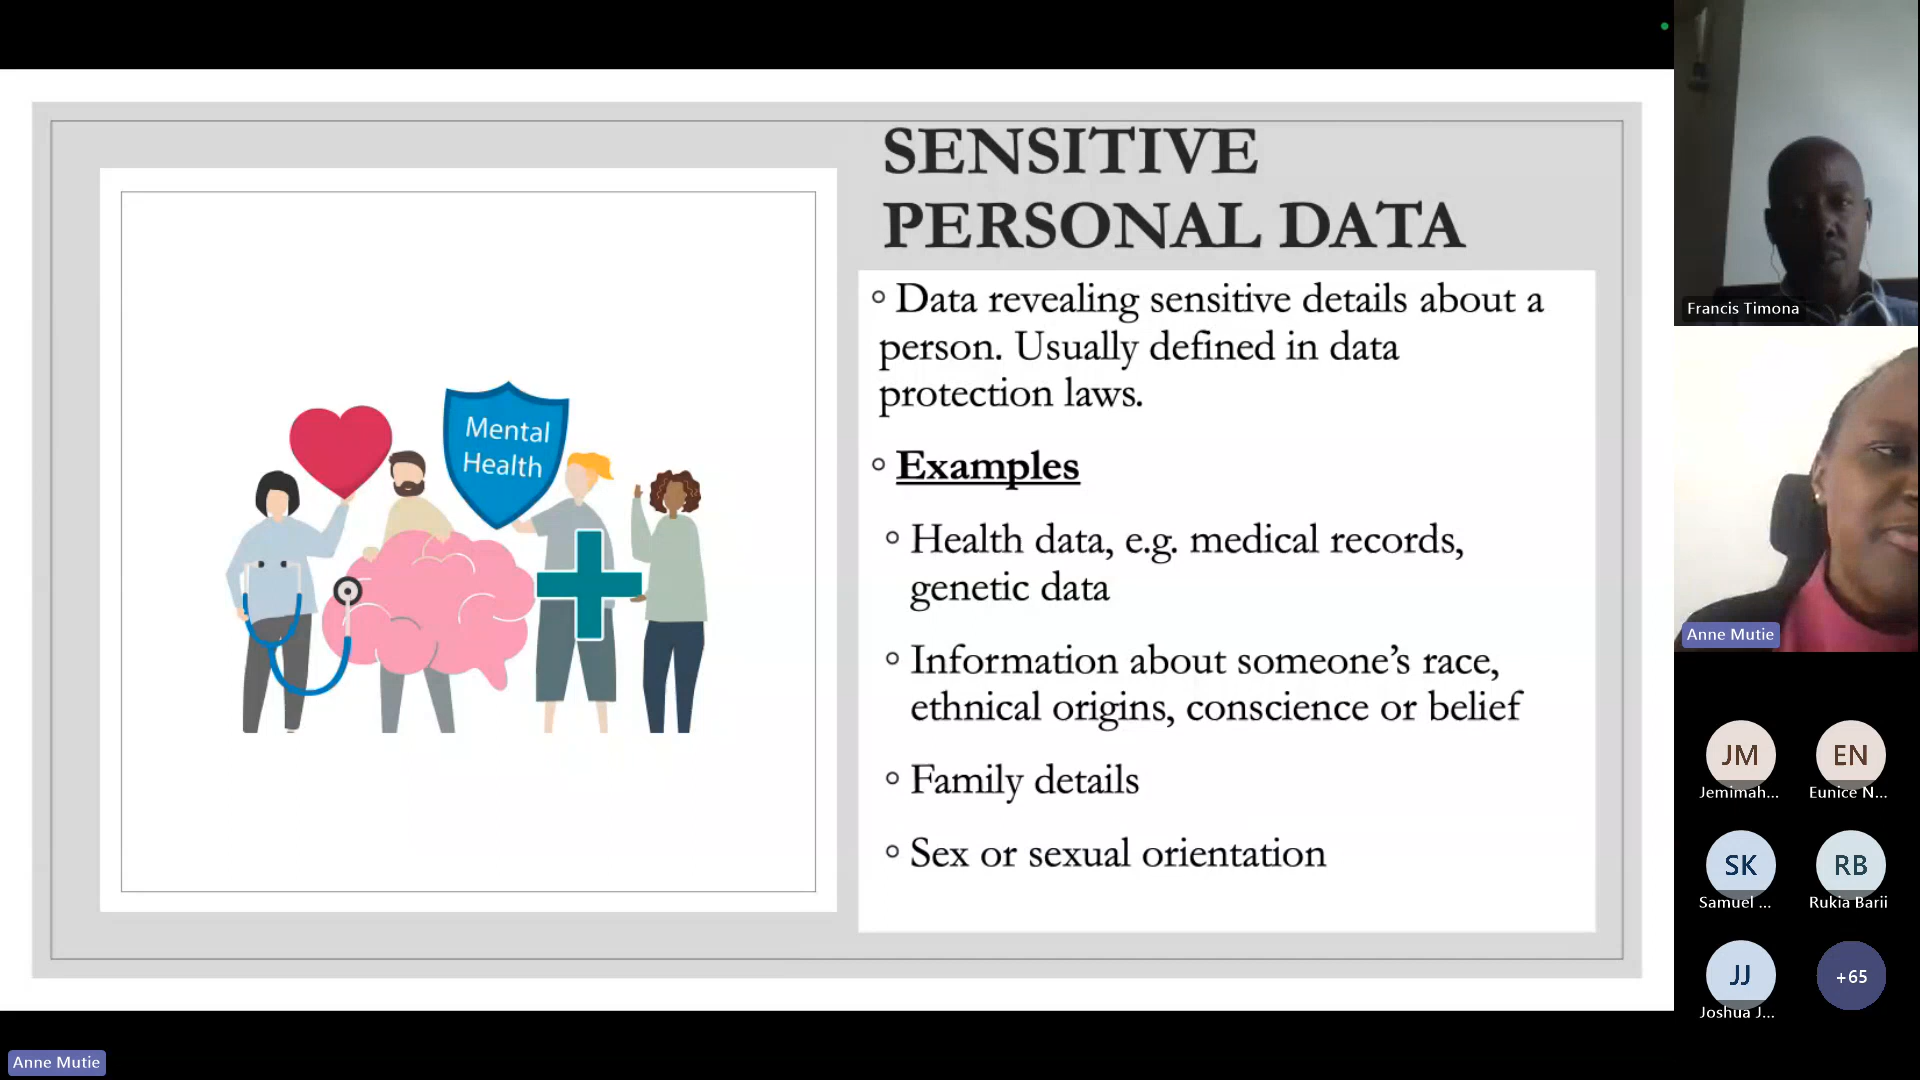 SENSITIVE
PERSONAL DATA
Data revealing sensitive details about a
person. Usually defined in data
protection laws.
Examples
Health data, e.g. medical records,
genetic data
Information about someone’s race,
ethnical origins, conscience or belief
Family details
Sex or sexual orientation
Mental
Health
Francis Timona
Anne Mutie
JM
Jemimah...
EN
Eunice N...
SK
Samuel ...
RB
Rukia Barii
JJ
Joshua J...
+65
Anne Mutie